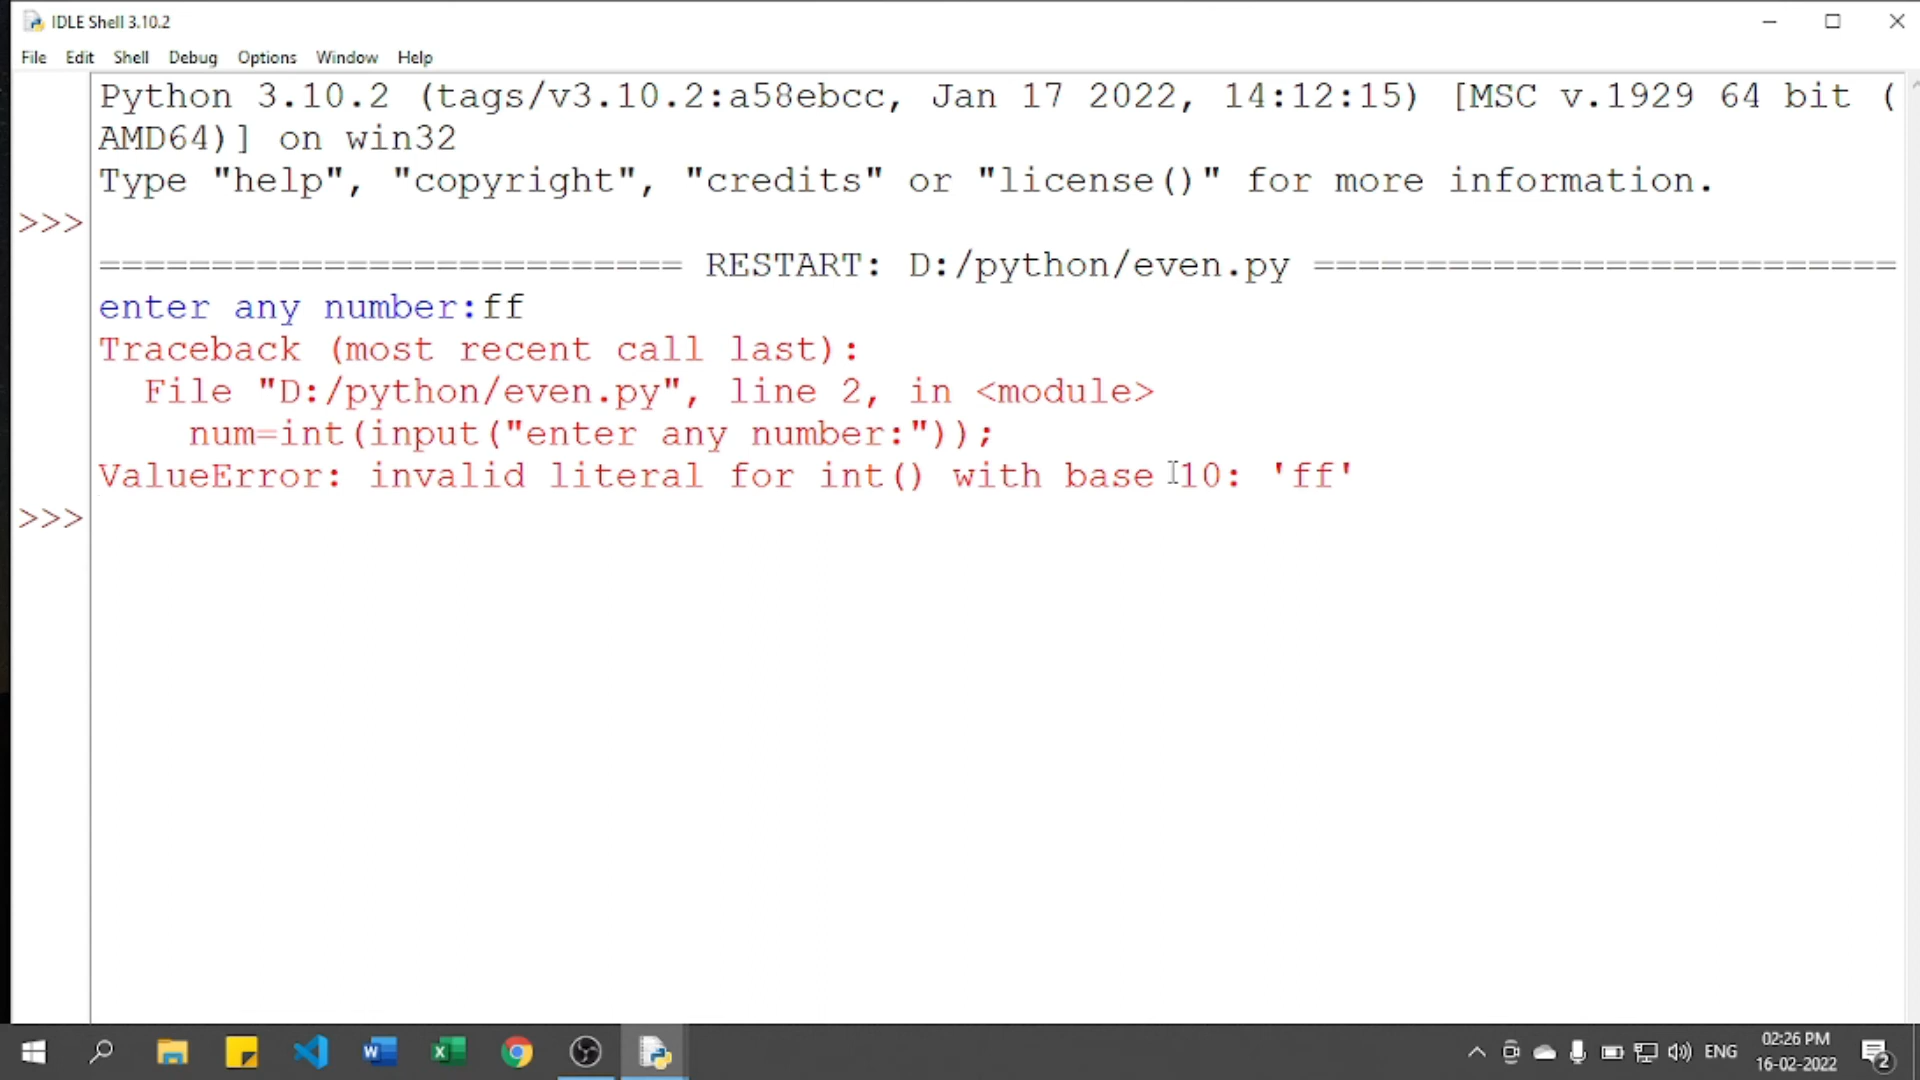 IDLE Shell 3.10.2
File Edit Shell Debug Options Window Help
Python 3.10.2 (tags/v3.10.2:a58ebcc, Jan 17 2022, 14:12:15) [MSC v.1929 64 bit (
AMD64)] on win32
Type "help", "copyright", "credits" or "license()" for more information.
>>>
========================== RESTART: D:/python/even.py ==========================
enter any number:ff
Traceback (most recent call last):
  File "D:/python/even.py", line 2, in <module>
    num=int(input("enter any number:"));
ValueError: invalid literal for int() with base 10: 'ff'
>>>
ENG
02:26 PM
16-02-2022
2